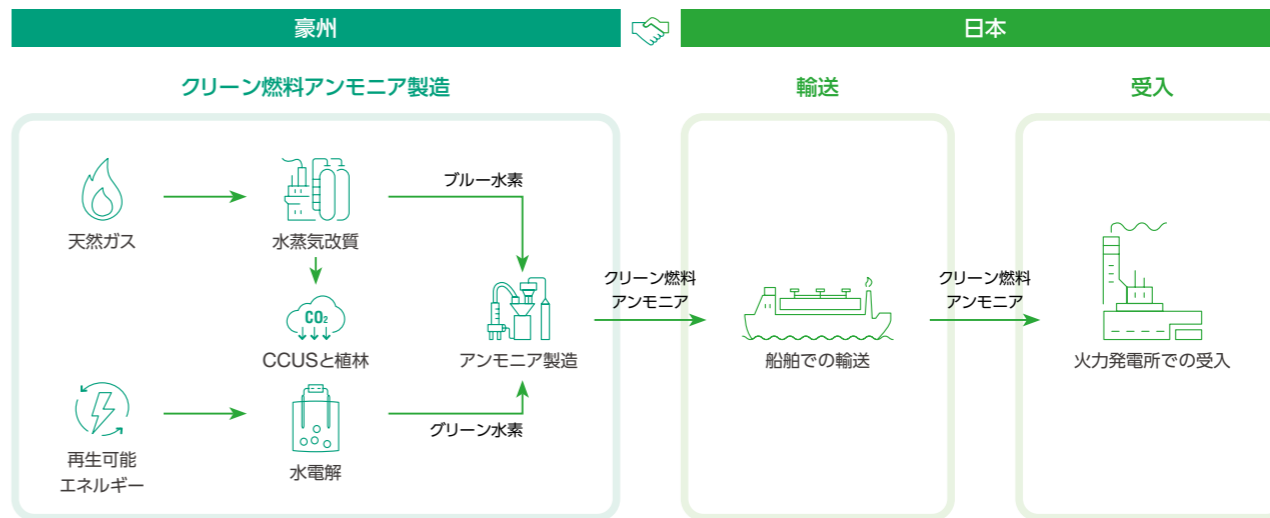 豪州
日本
クリーン燃料アンモニア製造
輸送
受入
天然ガス
水蒸気改質
ブルー水素
CO₂
CCUSと植林
アンモニア製造
再生可能
エネルギー
水電解
グリーン水素
クリーン燃料
アンモニア
船舶での輸送
クリーン燃料
アンモニア
火力発電所での受入